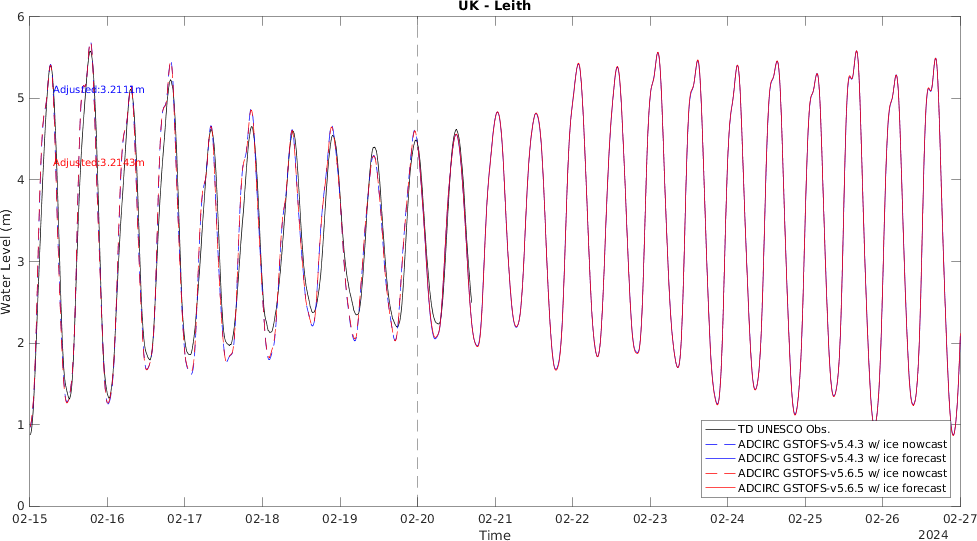 UK - Leith
6
5
4
3
2
1
0
Water Level (m)
Adjusted:3.2111m
Adjusted:3.2143m
TD UNESCO Obs.
ADCIRC GSTOFS-v5.4.3 w/ ice nowcast
ADCIRC GSTOFS-v5.4.3 w/ ice forecast
ADCIRC GSTOFS-v5.6.5 w/ ice nowcast
ADCIRC GSTOFS-v5.6.5 w/ ice forecast
02-15 02-16 02-17 02-18 02-19 02-20 02-21 02-22 02-23 02-24 02-25 02-26 02-27
Time
2024